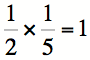 1/2 × 1/5 = 1